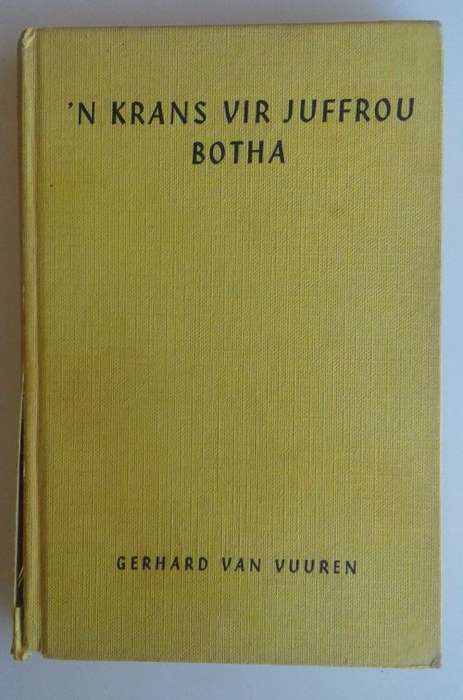 'N KRANS VIR JUFFROU
BOTHA
GERHARD VAN VUUREN